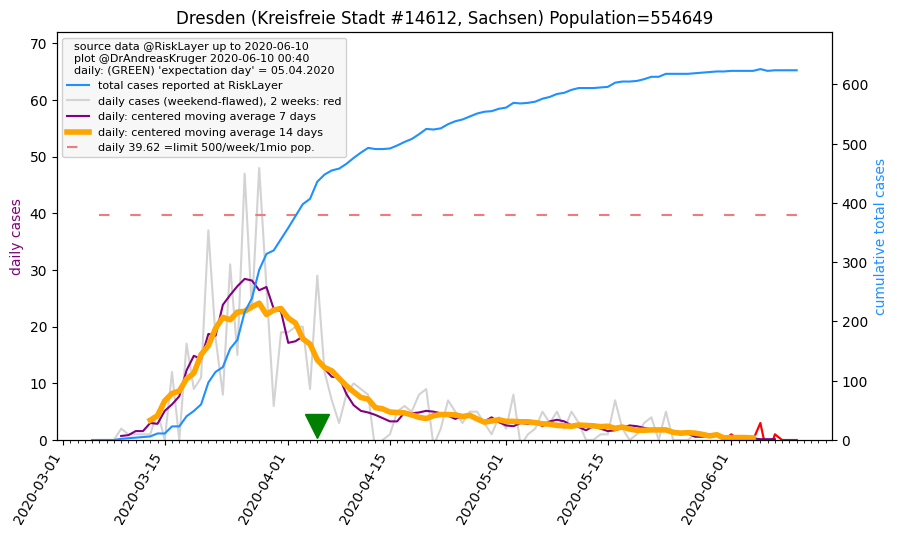 Dresden (Kreisfreie Stadt #14612, Sachsen) Population=554649
source data @RiskLayer up to 2020-06-10
plot @DrAndreasKruger 2020-06-10 00:40
daily: (GREEN) 'expectation day' = 05.04.2020
total cases reported at RiskLayer
daily cases (weekend-flawed), 2 weeks: red
daily: centered moving average 7 days
daily: centered moving average 14 days
daily 39.62 =limit 500/week/1mio pop.
daily cases
70
60
50
40
30
20
10
0
cumulative total cases
600
500
400
300
200
100
0
2020-03-01
2020-03-15
2020-04-01
2020-04-15
2020-05-01
2020-05-15
2020-06-01